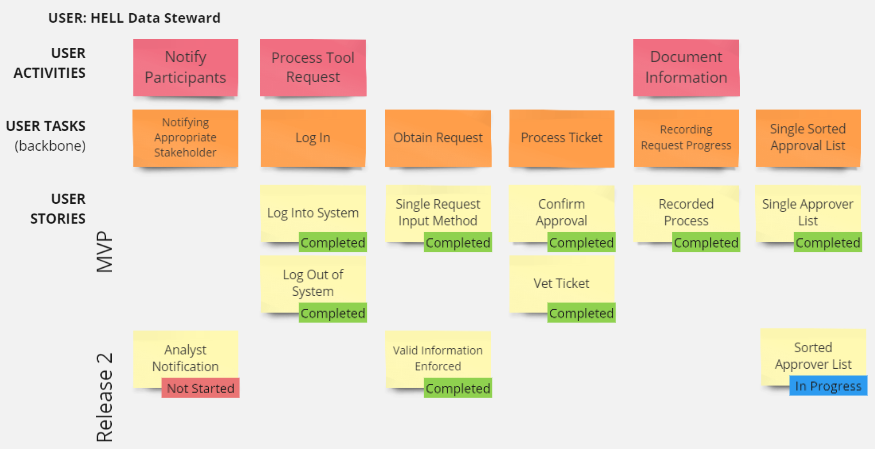 USER: HELL Data Steward
USER
ACTIVITIES
Notify
Participants
Process Tool
Request
Document
Information
USER TASKS
(backbone)
Notifying
Appropriate
Stakeholder
Log In
Obtain Request
Process Ticket
Recording
Request Progress
Single Sorted
Approval List
USER
STORIES
MVP
Log Into System
Completed
Single Request
Input Method
Completed
Confirm
Approval
Completed
Recorded
Process
Completed
Single Approver
List
Completed
Log Out of
System
Completed
Vet Ticket
Completed
Release 2
Analyst
Notification
Not Started
Valid Information
Enforced
Completed
Sorted
Approver List
In Progress